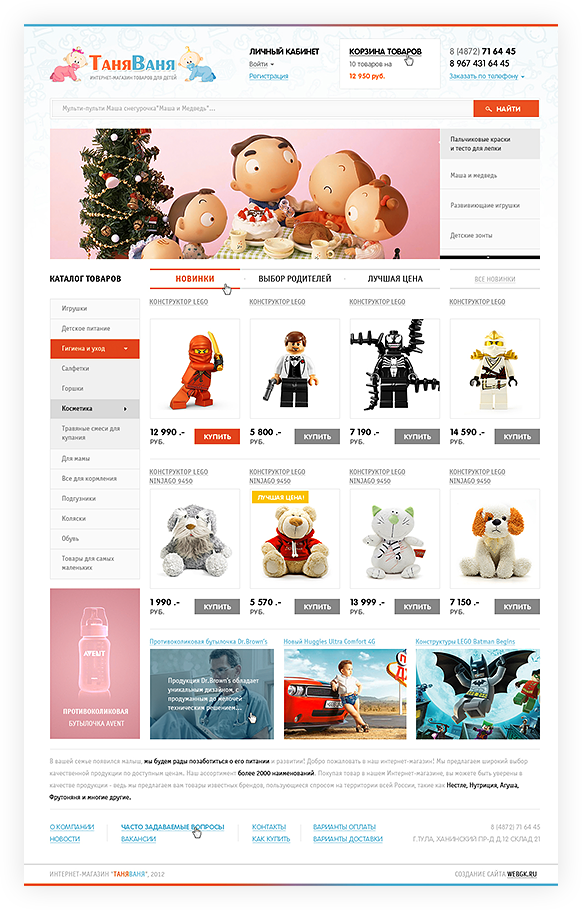 ТаняВаня
ИНТЕРНЕТ-МАГАЗИН ТОВАРОВ ДЛЯ ДЕТЕЙ
ЛИЧНЫЙ КАБИНЕТ
Войти
Регистрация
КОРЗИНА ТОВАРОВ
10 товаров на
12 950 руб.
8 (4872) 71 64 45
8 967 431 64 45
Заказать по телефону
Мульти-пульти Маша снегурочка"Маша и Медведь"...
НАЙТИ
Пальчиковые краски
и тесто для лепки
Маша и медведь
Развивиющаие игрушки
Детские зонты
КАТАЛОГ ТОВАРОВ
НОВИНКИ
ВЫБОР РОДИТЕЛЕЙ
ЛУЧШАЯ ЦЕНА
ВСЕ НОВИНКИ
Игрушки
Детское питание
Гигиена и уход
Салфетки
Горшки
Косметика
Травяные смеси для
купания
Для мамы
Все для кормления
Подгузники
Коляски
Обувь
Товары для самых
маленьких
КОНСТРУКТОР LEGO
КОНСТРУКТОР LEGO
КОНСТРУКТОР LEGO
КОНСТРУКТОР LEGO
12 990 .-
РУБ.
КУПИТЬ
5 800 .-
РУБ.
КУПИТЬ
7 190 .-
РУБ.
КУПИТЬ
14 590 .-
РУБ.
КУПИТЬ
КОНСТРУКТОР LEGO
NINJAGO 9450
КОНСТРУКТОР LEGO
NINJAGO 9450
КОНСТРУКТОР LEGO
NINJAGO 9450
КОНСТРУКТОР LEGO
NINJAGO 9450
ЛУЧШАЯ ЦЕНА!
1 990 .-
РУБ.
КУПИТЬ
5 570 .-
РУБ.
КУПИТЬ
13 999 .-
РУБ.
КУПИТЬ
7 150 .-
РУБ.
КУПИТЬ
AVENT
ПРОТИВОКОЛИКОВАЯ
БУТЫЛОЧКА AVENT
Противоколиковая бутылочка Dr.Brown's
Продукция Dr.Brown's обладает
уникальным дизайном, с
продуманным до мелочей
техническим решением...
Новый Huggies Ultra Comfort 4G
Конструкторы LEGO Batman Begins
В вашей семье появился малыш, мы будем рады позаботиться о его питании и развитии! Добро пожаловать в наш интернет-магазин! Мы предлагаем широкий выбор
качественной продукции по доступным ценам. Наш ассортимент более 2000 наименований. Покупая товар в нашем Интернет-магазине, вы можете быть уверены в
качестве продукции - ведь мы предлагаем вам товары известных брендов, пользующиеся спросом на территории всей России, такие как Нестле, Нутриция, Агуша,
Фрутоняня и многие другие.
О КОМПАНИИ
НОВОСТИ
ЧАСТО ЗАДАВАЕМЫЕ ВОПРОСЫ
ВАКАНСИИ
КОНТАКТЫ
КАК КУПИТЬ
ВАРИАНТЫ ОПЛАТЫ
ВАРИАНТЫ ДОСТАВКИ
8 (4872) 71 64 45
Г.ТУЛА, ХАНИНСКИЙ ПР-Д Д.12 СКЛАД 21
ИНТЕРНЕТ-МАГАЗИН "ТАНЯВАНЯ", 2012
СОЗДАНИЕ САЙТА WEBGK.RU